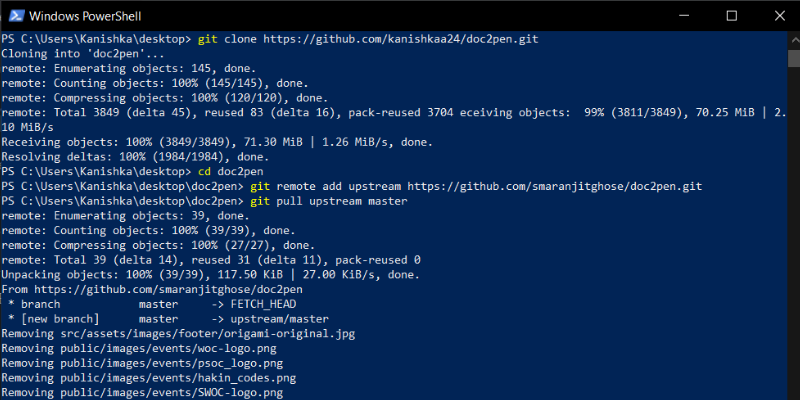 Windows PowerShell
PS C:\Users\Kanishka\desktop> git clone https://github.com/kanishkaa24/doc2pen.git
Cloning into 'doc2pen'...
remote: Enumerating objects: 145, done.
remote: Counting objects: 100% (145/145), done.
remote: Compressing objects: 100% (120/120), done.
remote: Total 3849 (delta 45), reused 83 (delta 16), pack-reused 3704 eceiving objects:  99% (3811/3849), 70.25 MiB | 2.
10 MiB/s
Receiving objects: 100% (3849/3849), 71.30 MiB | 1.26 MiB/s, done.
Resolving deltas: 100% (1984/1984), done.
PS C:\Users\Kanishka\desktop> cd doc2pen
PS C:\Users\Kanishka\desktop\doc2pen> git remote add upstream https://github.com/smaranjitghose/doc2pen.git
PS C:\Users\Kanishka\desktop\doc2pen> git pull upstream master
remote: Enumerating objects: 39, done.
remote: Counting objects: 100% (39/39), done.
remote: Compressing objects: 100% (27/27), done.
remote: Total 39 (delta 14), reused 31 (delta 11), pack-reused 0
Unpacking objects: 100% (39/39), 117.50 KiB | 27.00 KiB/s, done.
From https://github.com/smaranjitghose/doc2pen
 * branch            master     -> FETCH_HEAD
 * [new branch]      master     -> upstream/master
Removing src/assets/images/footer/origami-original.jpg
Removing public/images/events/woc-logo.png
Removing public/images/events/psoc_logo.png
Removing public/images/events/hakin_codes.png
Removing public/images/events/SWOC-logo.png